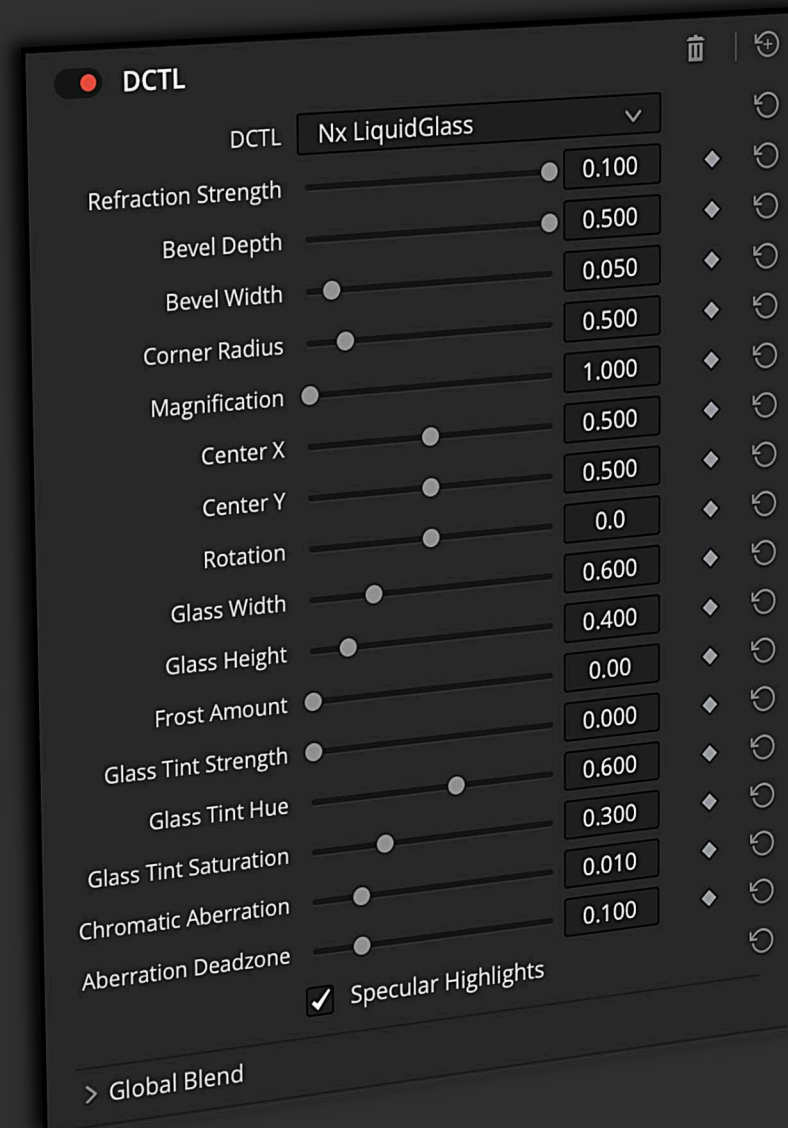 DCTL
DCTL Nx LiquidGlass
Refraction Strength 0.100
Bevel Depth 0.500
Bevel Width 0.050
Corner Radius 0.500
Magnification 1.000
Center X 0.500
Center Y 0.500
Rotation 0.0
Glass Width 0.600
Glass Height 0.400
Frost Amount 0.00
Glass Tint Strength 0.000
Glass Tint Hue 0.600
Glass Tint Saturation 0.300
Chromatic Aberration 0.010
Aberration Deadzone 0.100
Specular Highlights
Global Blend